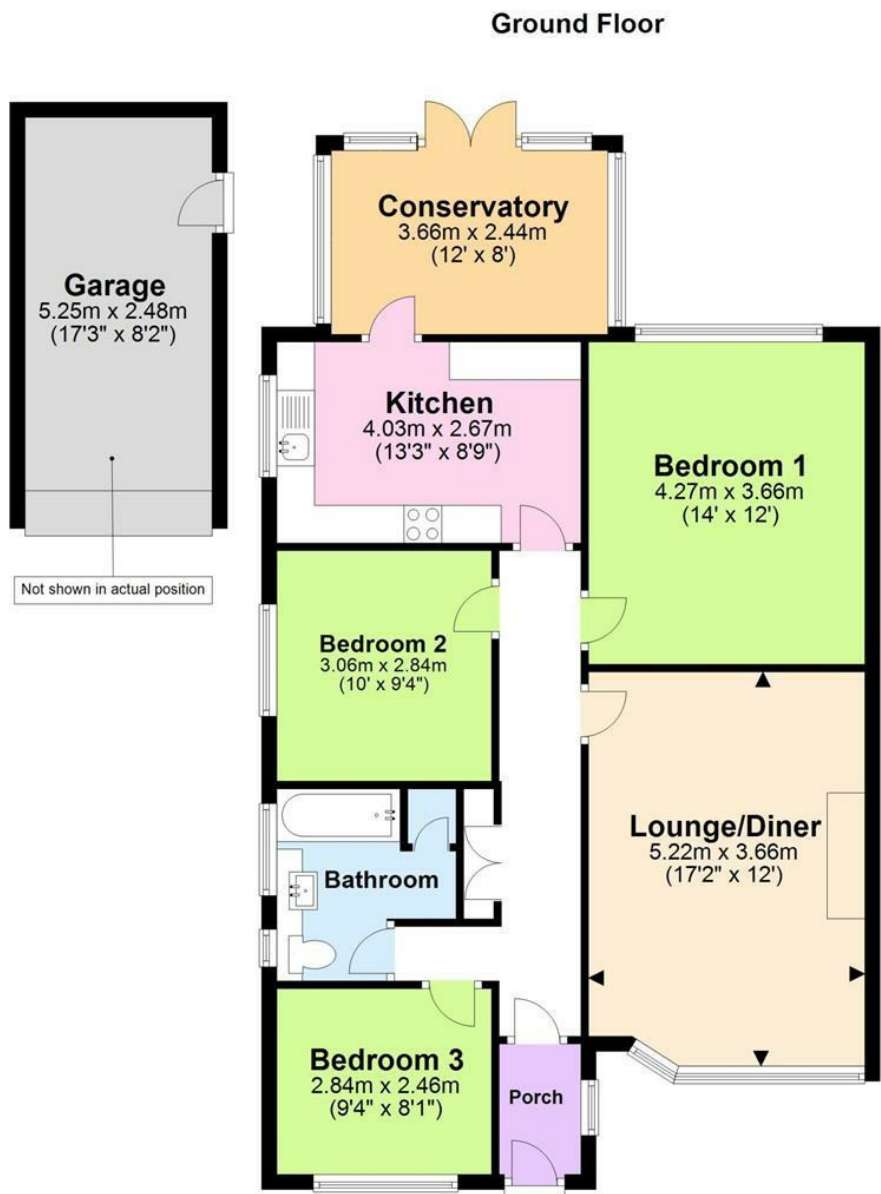 Ground Floor
Conservatory
3.66m x 2.44m
(12' x 8')
Garage
5.25m x 2.48m
(17'3" x 8'2")
Kitchen
4.03m x 2.67m
(13'3" x 8'9")
Bedroom 1
4.27m x 3.66m
(14' x 12')
Not shown in actual position
Bedroom 2
3.06m x 2.84m
(10' x 9'4")
Lounge/Diner
5.22m x 3.66m
(17'2" x 12')
Bathroom
Bedroom 3
2.84m x 2.46m
(9'4" x 8'1")
Porch